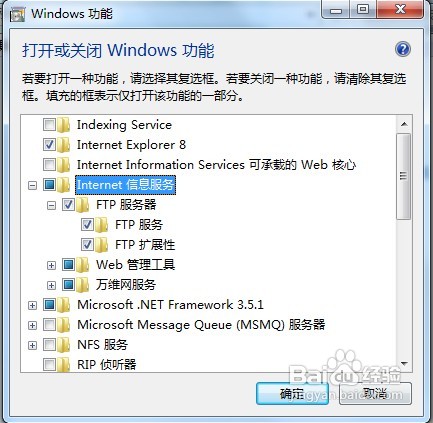 Windows 功能
打开或关闭 Windows 功能
若要打开一种功能，请选择其复选框。若要关闭一种功能，请清除其复选
框。填充的框表示仅打开该功能的一部分。
Indexing Service
Internet Explorer 8
Internet Information Services 可承载的 Web 核心
Internet 信息服务
FTP 服务器
FTP 服务
FTP 扩展性
Web 管理工具
万维网服务
Microsoft .NET Framework 3.5.1
Microsoft Message Queue (MSMQ) 服务器
NFS 服务
RIP 侦听器
Baidu 经验
jingyan.baidu.com
确定 取消